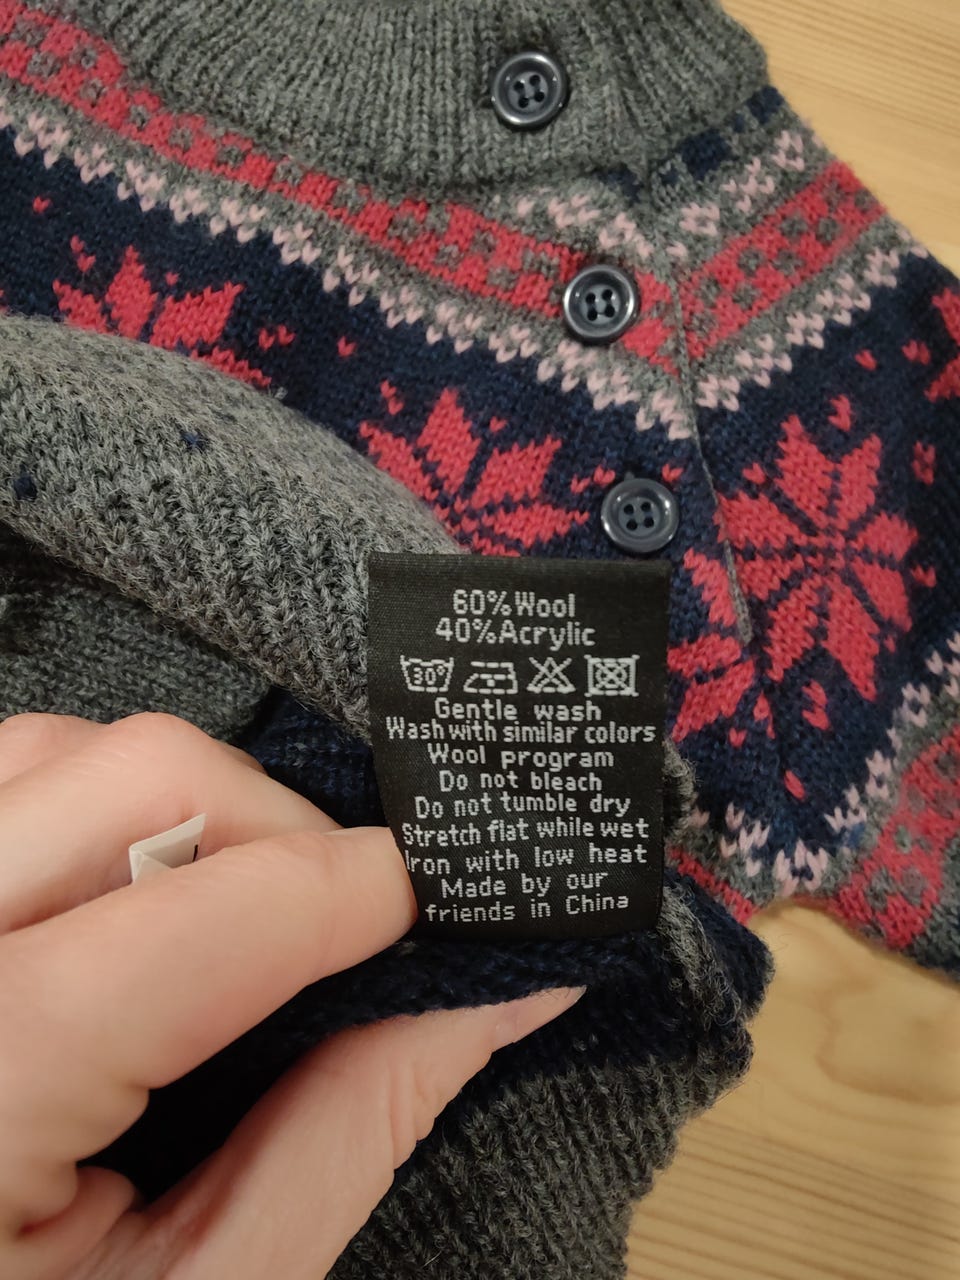 60%Wool
40%Acrylic
30°
Gentle wash
Wash with similar colors
Wool program
Do not bleach
Do not tumble dry
Stretch flat while wet
Iron with low heat
Made by our
friends in China